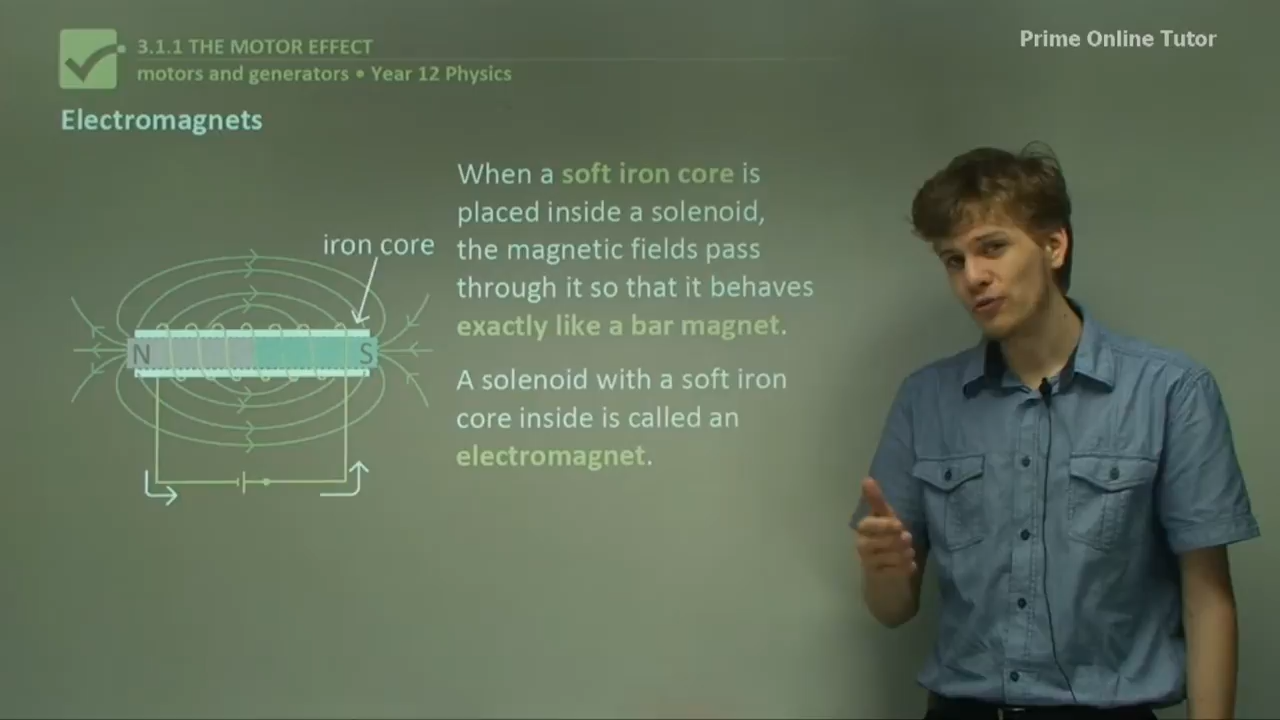 3.1.1 THE MOTOR EFFECT
motors and generators • Year 12 Physics
Prime Online Tutor
Electromagnets
When a soft iron core is
placed inside a solenoid,
the magnetic fields pass
through it so that it behaves
exactly like a bar magnet.
A solenoid with a soft iron
core inside is called an
electromagnet.
iron core
N
S